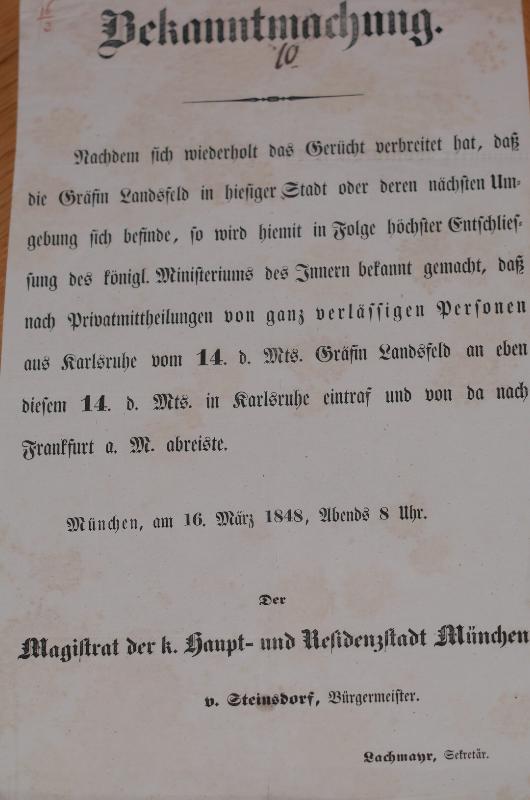 Bekanntmachung.
10
Nachdem sich wiederholt das Gerücht verbreitet hat, daß
die Gräfin Landsfeld in hiesiger Stadt oder deren nächsten Um-
gebung sich befinde, so wird hiemit in Folge höchster Entschlies-
sung des königl. Ministeriums des Innern bekannt gemacht, daß
nach Privatmittheilungen von ganz verlässigen Personen
aus Karlsruhe vom 14. d. Mts. Gräfin Landsfeld an eben
diesem 14. d. Mts. in Karlsruhe eintraf und von da nach
Frankfurt a. M. abreiste.
München, am 16. März 1848, Abends 8 Uhr.
Der
Magistrat der k. Haupt- und Residenzstadt München
v. Steinsdorf, Bürgermeister.
Lachmayr, Sekretär.